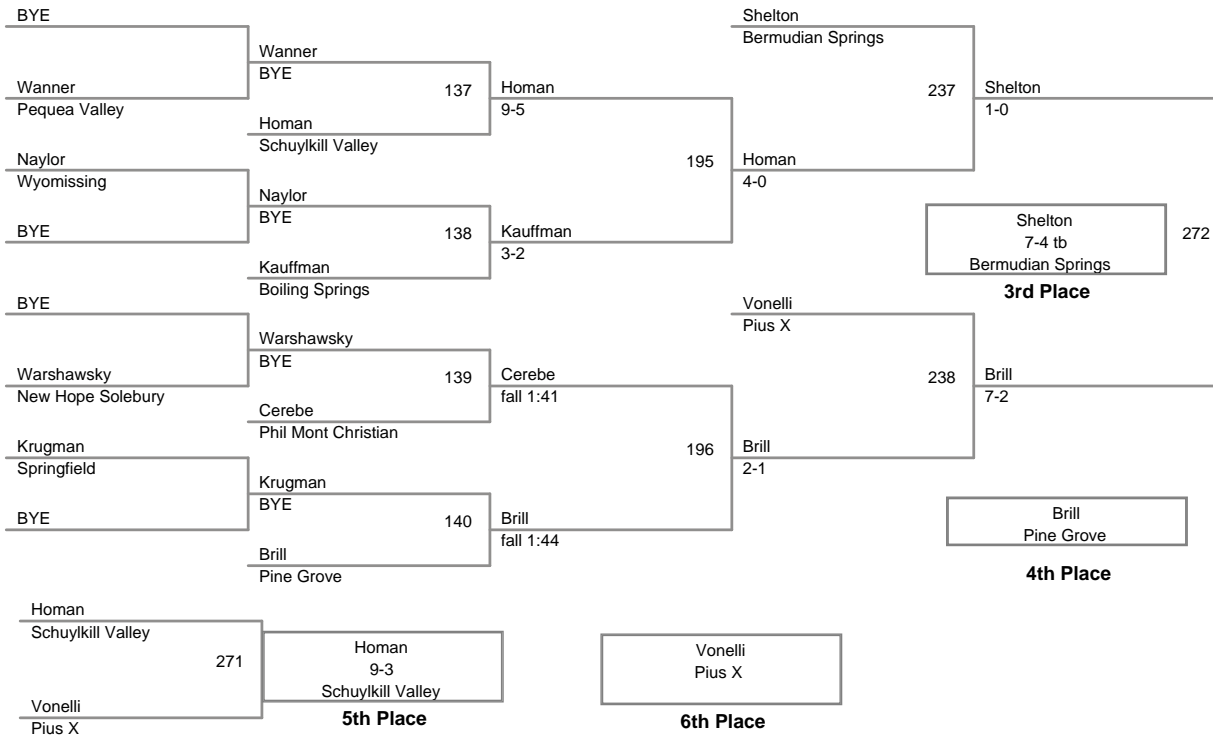 BYE
Wanner
Pequea Valley
Naylor
Wyomissing
BYE
BYE
Warshawsky
New Hope Solebury
Krugman
Springfield
BYE
Wanner
BYE
137
Homan
Schuylkill Valley
Naylor
BYE
138
Kauffman
Boiling Springs
Warshawsky
BYE
139
Cerebe
Phil Mont Christian
Krugman
BYE
140
Brill
Pine Grove
Homan
9-5
195
Kauffman
3-2
Cerebe
fall 1:41
196
Brill
fall 1:44
Shelton
Bermudian Springs
237
Homan
4-0
Vonelli
Pius X
238
Brill
2-1
Shelton
1-0
Shelton
7-4 tb
Bermudian Springs
272
3rd Place
Brill
7-2
Brill
Pine Grove
4th Place
Homan
Schuylkill Valley
271
Vonelli
Pius X
Homan
9-3
Schuylkill Valley
5th Place
Vonelli
Pius X
6th Place